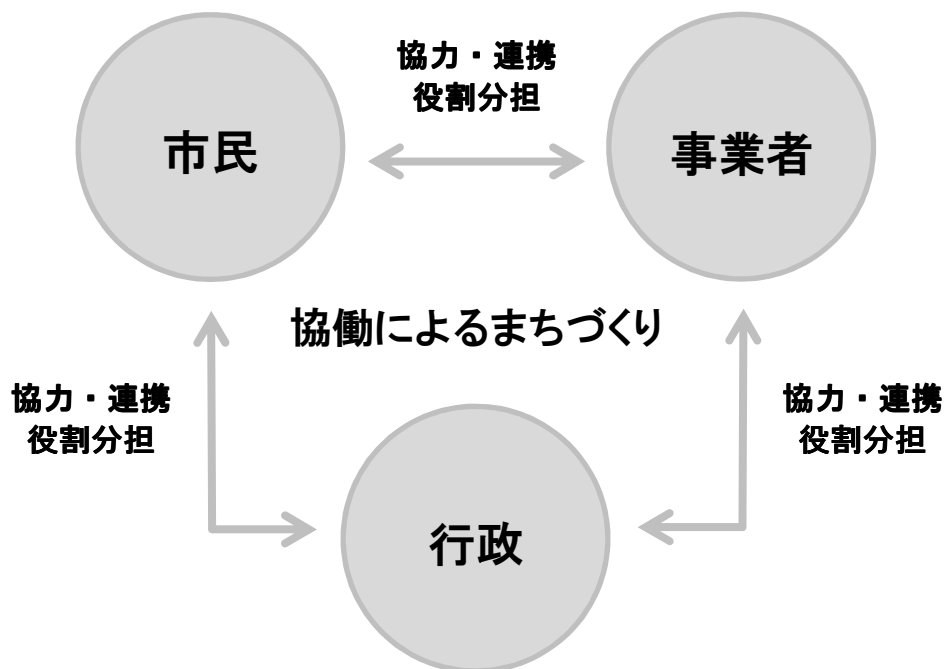 協力・連携
役割分担
市民
事業者
協働によるまちづくり
協力・連携
役割分担
協力・連携
役割分担
行政